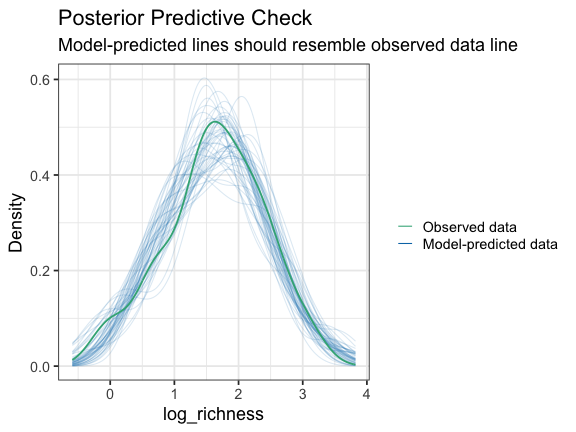 Posterior Predictive Check
Model-predicted lines should resemble observed data line
0.6
0.4
0.2
0.0
Density
0
1
2
3
4
log_richness
Observed data
Model-predicted data